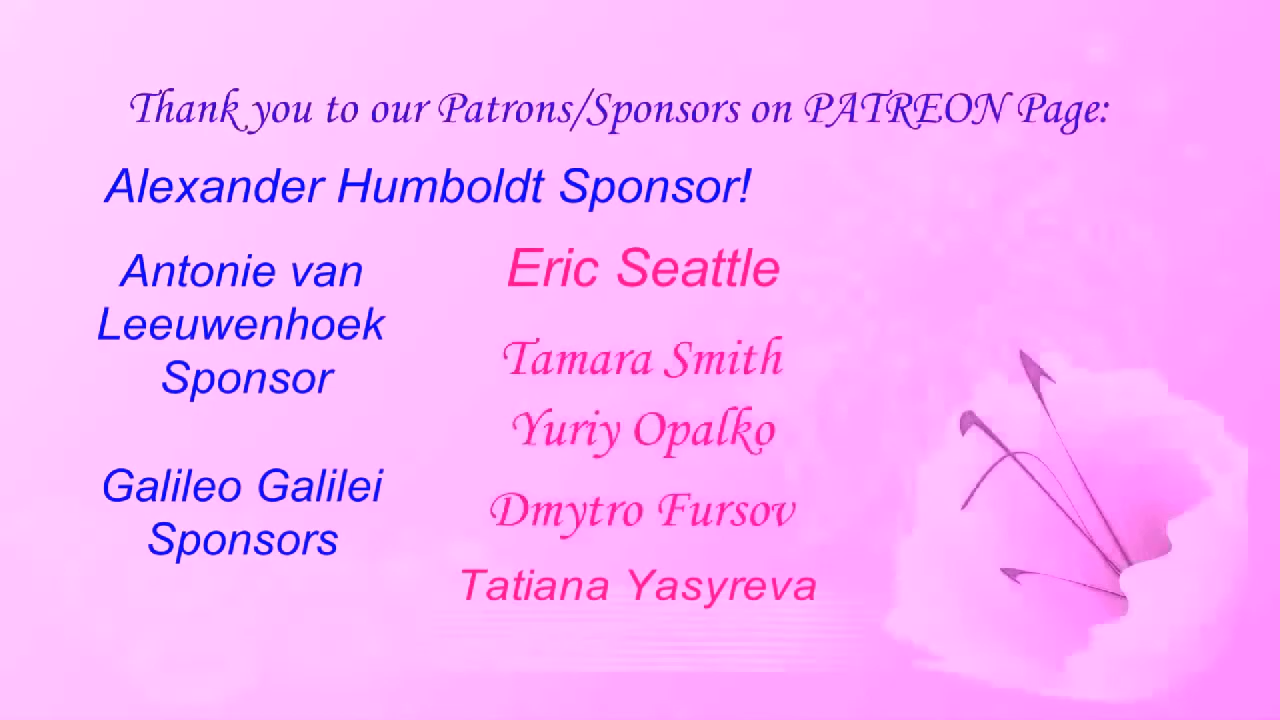 Thank you to our Patrons/Sponsors on PATREON Page:
Alexander Humboldt Sponsor!
Antonie van
Leeuwenhoek
Sponsor
Eric Seattle
Tamara Smith
Yuriy Opalko
Galileo Galilei
Sponsors
Dmytro Fursov
Tatiana Yasyreva